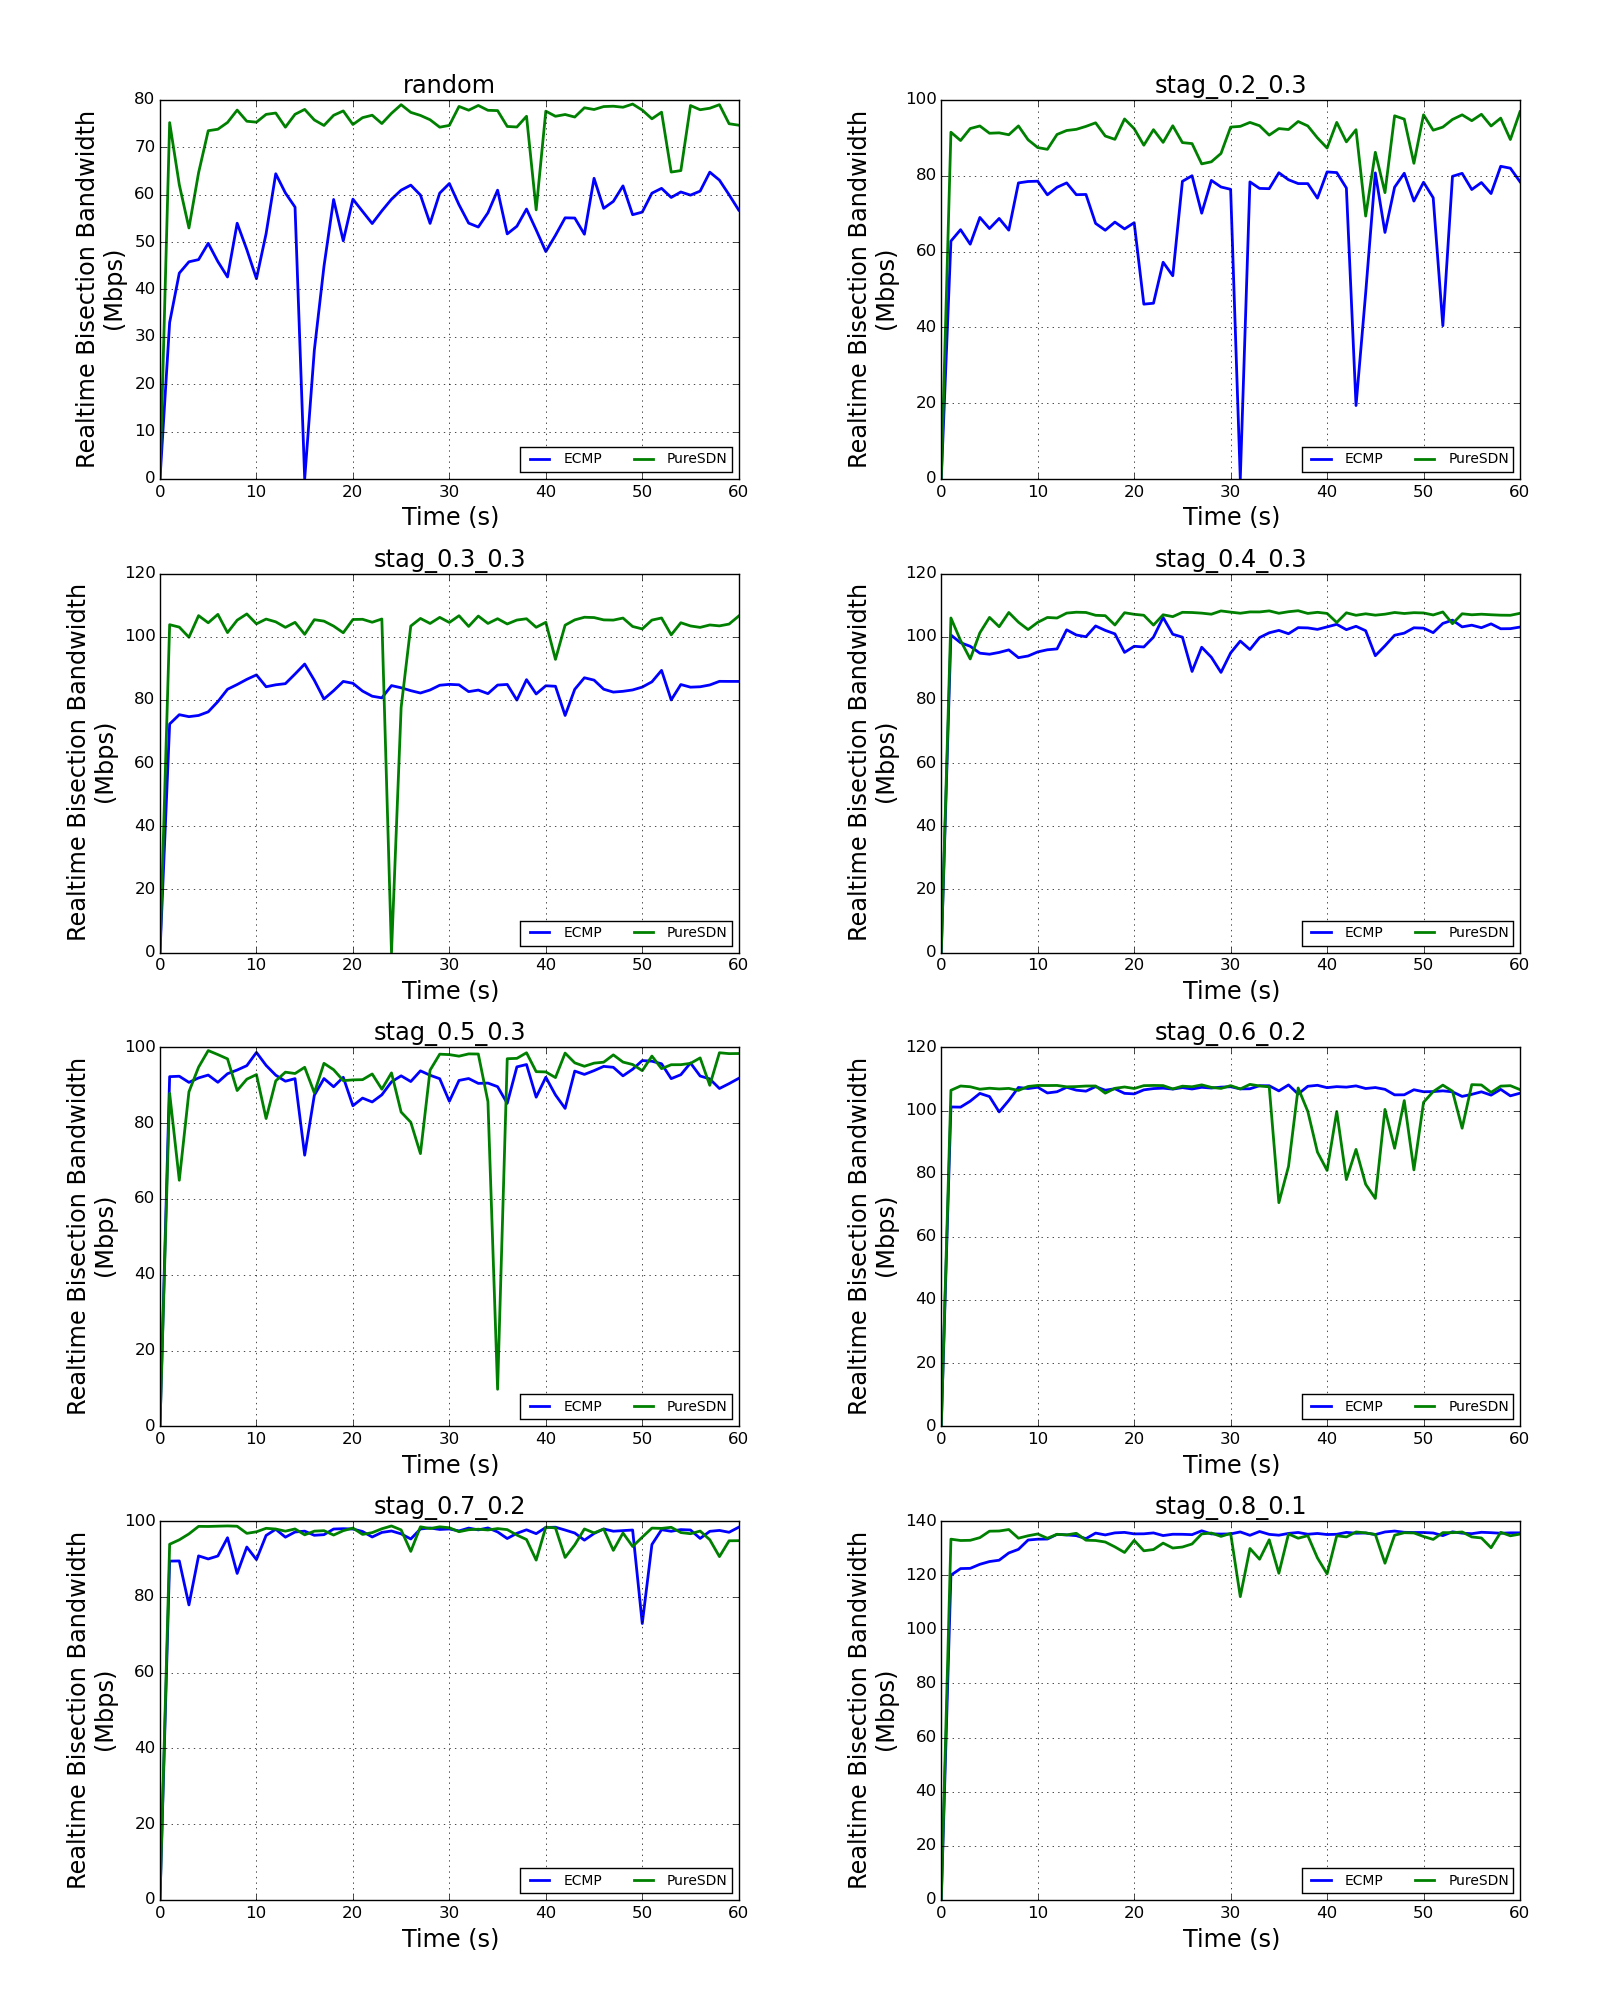 random
Realtime Bisection Bandwidth
(Mbps)
80
70
60
50
40
30
20
10
0
0 10 20 30 40 50 60
Time (s)
ECMP PureSDN
stag_0.2_0.3
Realtime Bisection Bandwidth
(Mbps)
100
80
60
40
20
0
0 10 20 30 40 50 60
Time (s)
ECMP PureSDN
stag_0.3_0.3
Realtime Bisection Bandwidth
(Mbps)
120
100
80
60
40
20
0
0 10 20 30 40 50 60
Time (s)
ECMP PureSDN
stag_0.4_0.3
Realtime Bisection Bandwidth
(Mbps)
120
100
80
60
40
20
0
0 10 20 30 40 50 60
Time (s)
ECMP PureSDN
stag_0.5_0.3
Realtime Bisection Bandwidth
(Mbps)
100
80
60
40
20
0
0 10 20 30 40 50 60
Time (s)
ECMP PureSDN
stag_0.6_0.2
Realtime Bisection Bandwidth
(Mbps)
120
100
80
60
40
20
0
0 10 20 30 40 50 60
Time (s)
ECMP PureSDN
stag_0.7_0.2
Realtime Bisection Bandwidth
(Mbps)
100
80
60
40
20
0
0 10 20 30 40 50 60
Time (s)
ECMP PureSDN
stag_0.8_0.1
Realtime Bisection Bandwidth
(Mbps)
140
120
100
80
60
40
20
0
0 10 20 30 40 50 60
Time (s)
ECMP PureSDN